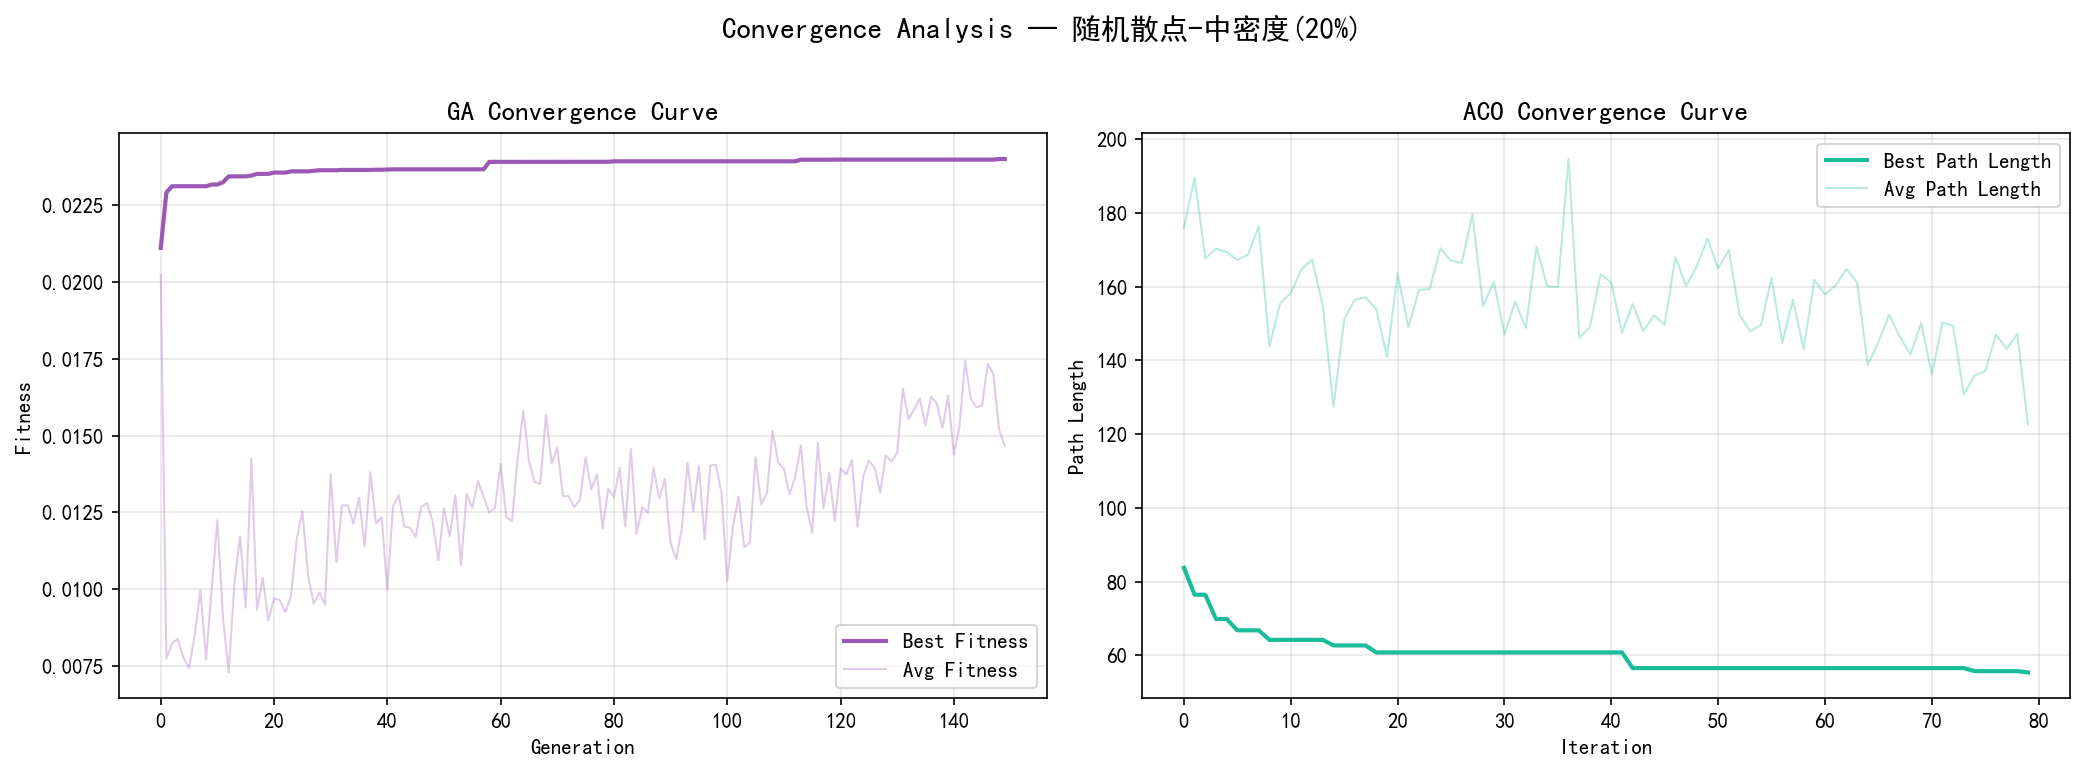 Convergence Analysis — 随机散点-中密度(20%)
GA Convergence Curve
Fitness
0.0225
0.0200
0.0175
0.0150
0.0125
0.0100
0.0075
Best Fitness
Avg Fitness
0 20 40 60 80 100 120 140
Generation
ACO Convergence Curve
Path Length
200
180
160
140
120
100
80
60
Best Path Length
Avg Path Length
0 10 20 30 40 50 60 70 80
Iteration